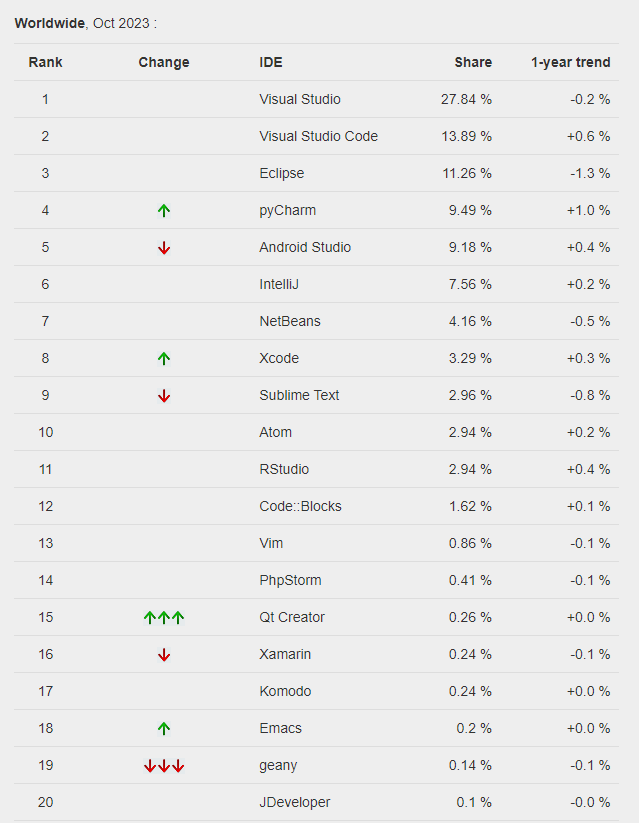 Worldwide, Oct 2023 :
Rank Change IDE Share 1-year trend
1 Visual Studio 27.84 % -0.2 %
2 Visual Studio Code 13.89 % +0.6 %
3 Eclipse 11.26 % -1.3 %
4 ↑ pyCharm 9.49 % +1.0 %
5 ↓ Android Studio 9.18 % +0.4 %
6 IntelliJ 7.56 % +0.2 %
7 NetBeans 4.16 % -0.5 %
8 ↑ Xcode 3.29 % +0.3 %
9 ↓ Sublime Text 2.96 % -0.8 %
10 Atom 2.94 % +0.2 %
11 RStudio 2.94 % +0.4 %
12 Code::Blocks 1.62 % +0.1 %
13 Vim 0.86 % -0.1 %
14 PhpStorm 0.41 % -0.1 %
15 ↑↑↑ Qt Creator 0.26 % +0.0 %
16 ↓ Xamarin 0.24 % -0.1 %
17 Komodo 0.24 % +0.0 %
18 ↑ Emacs 0.2 % +0.0 %
19 ↓↓↓ geany 0.14 % -0.1 %
20 JDeveloper 0.1 % -0.0 %